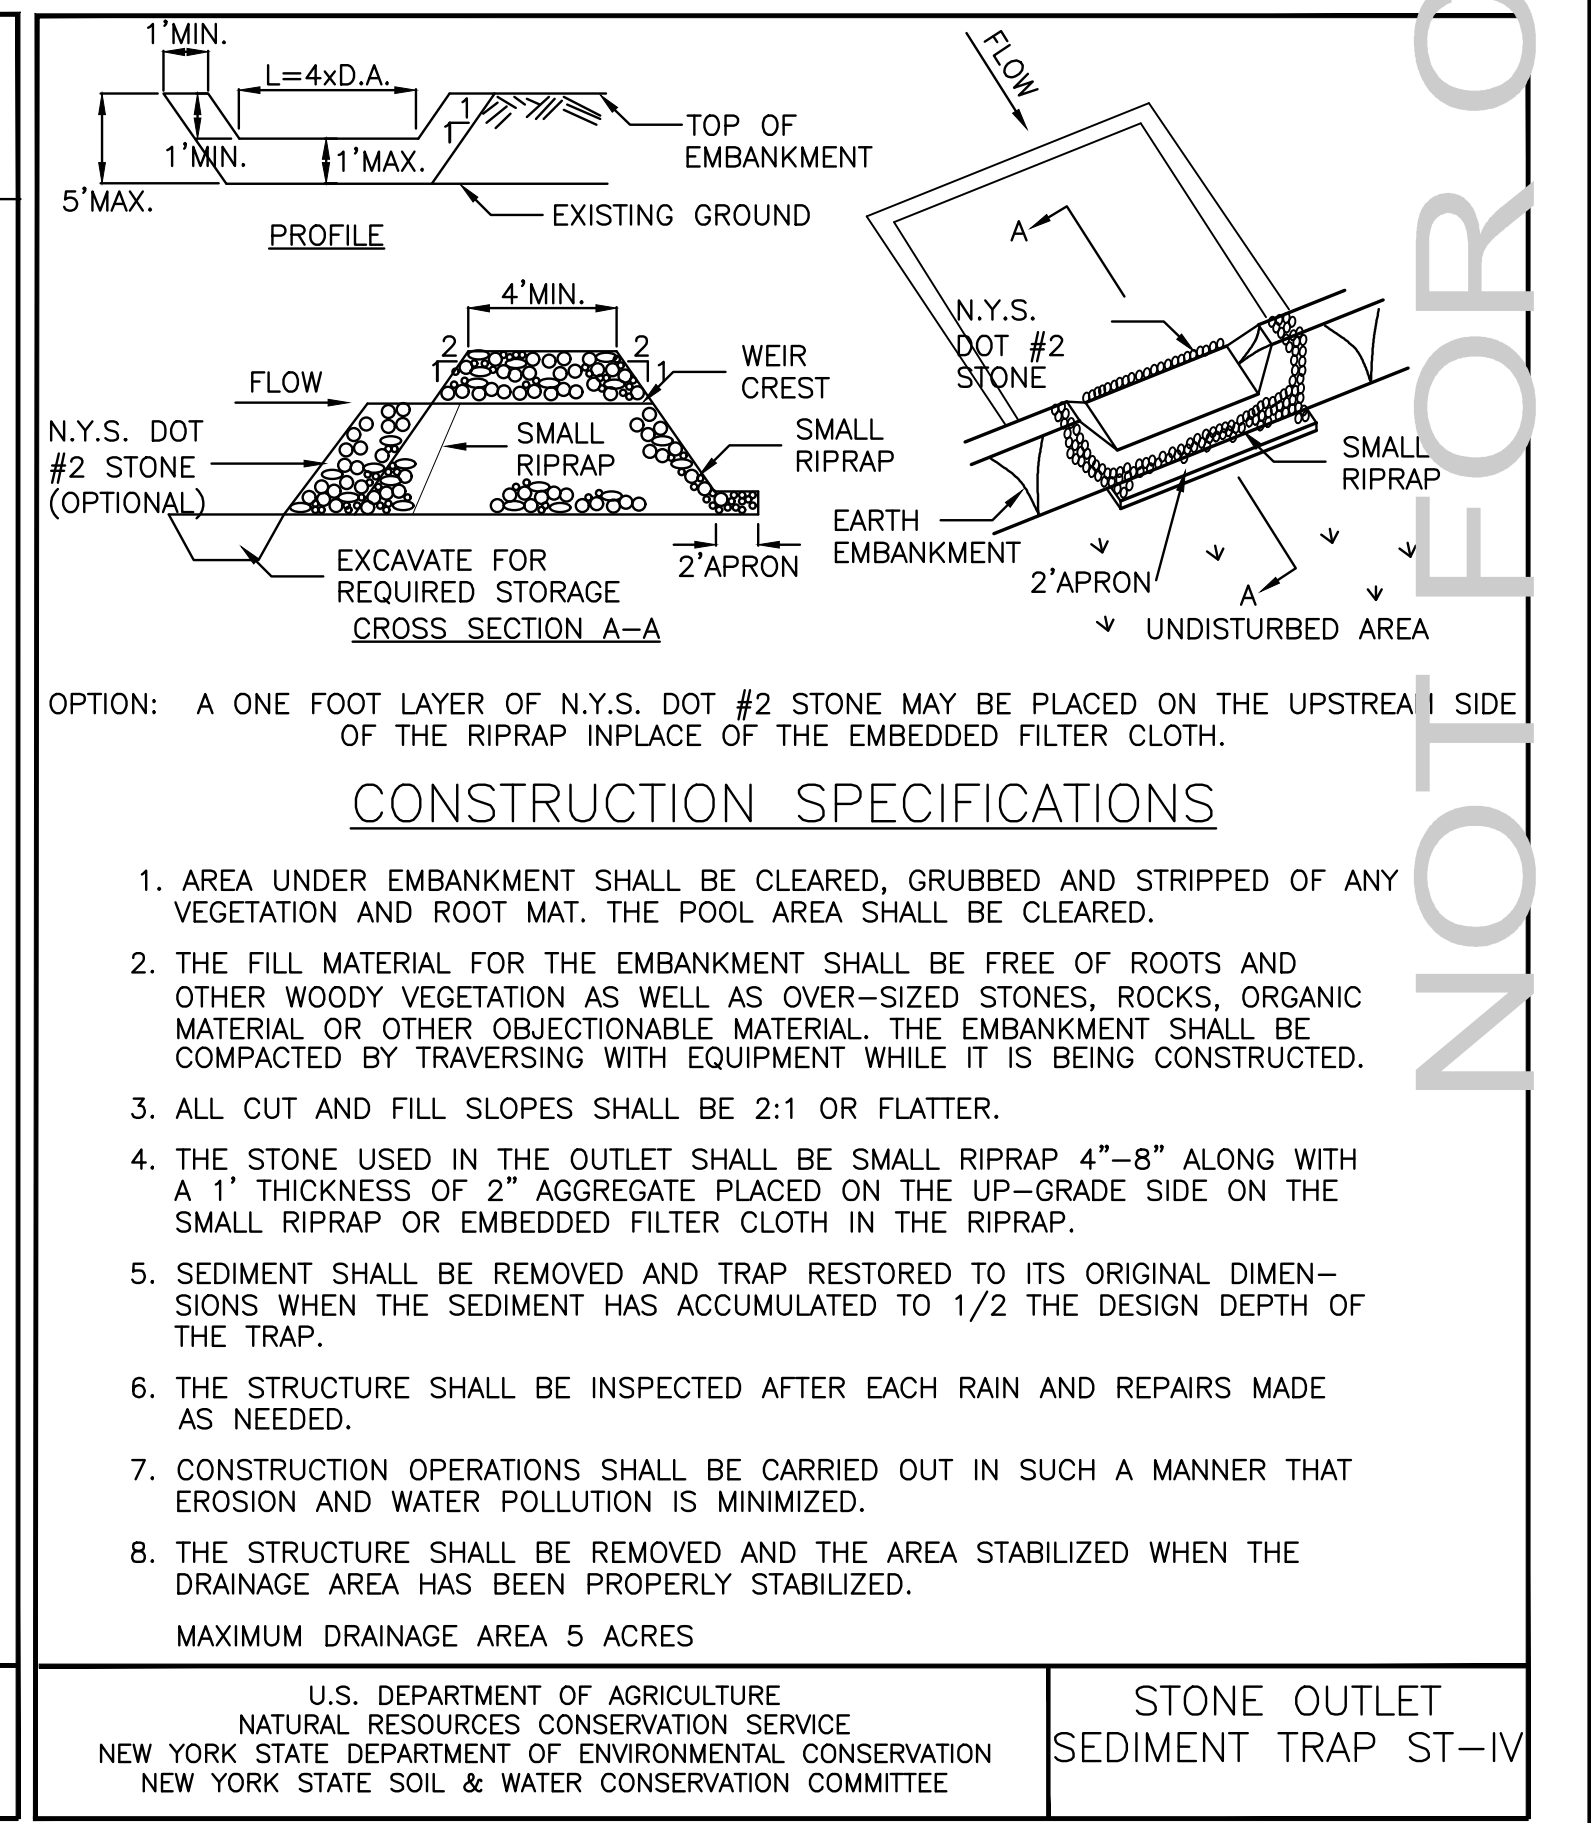 1'MIN.
L=4xD.A.
1
1
1'MIN.
1'MAX.
5'MAX.
TOP OF
EMBANKMENT
EXISTING GROUND
PROFILE
FLOW
A
N.Y.S.
DOT #2
STONE
SMALL
RIPRAP
EARTH
EMBANKMENT
2'APRON
A
UNDISTURBED AREA
4'MIN.
2
1
2
1
WEIR
CREST
FLOW
N.Y.S. DOT
#2 STONE
(OPTIONAL)
SMALL
RIPRAP
SMALL
RIPRAP
2'APRON
EXCAVATE FOR
REQUIRED STORAGE
CROSS SECTION A-A
OPTION: A ONE FOOT LAYER OF N.Y.S. DOT #2 STONE MAY BE PLACED ON THE UPSTREAM SIDE
OF THE RIPRAP INPLACE OF THE EMBEDDED FILTER CLOTH.
CONSTRUCTION SPECIFICATIONS
1. AREA UNDER EMBANKMENT SHALL BE CLEARED, GRUBBED AND STRIPPED OF ANY
VEGETATION AND ROOT MAT. THE POOL AREA SHALL BE CLEARED.
2. THE FILL MATERIAL FOR THE EMBANKMENT SHALL BE FREE OF ROOTS AND
OTHER WOODY VEGETATION AS WELL AS OVER-SIZED STONES, ROCKS, ORGANIC
MATERIAL OR OTHER OBJECTIONABLE MATERIAL. THE EMBANKMENT SHALL BE
COMPACTED BY TRAVERSING WITH EQUIPMENT WHILE IT IS BEING CONSTRUCTED.
3. ALL CUT AND FILL SLOPES SHALL BE 2:1 OR FLATTER.
4. THE STONE USED IN THE OUTLET SHALL BE SMALL RIPRAP 4"-8" ALONG WITH
A 1' THICKNESS OF 2" AGGREGATE PLACED ON THE UP-GRADE SIDE ON THE
SMALL RIPRAP OR EMBEDDED FILTER CLOTH IN THE RIPRAP.
5. SEDIMENT SHALL BE REMOVED AND TRAP RESTORED TO ITS ORIGINAL DIMEN-
SIONS WHEN THE SEDIMENT HAS ACCUMULATED TO 1/2 THE DESIGN DEPTH OF
THE TRAP.
6. THE STRUCTURE SHALL BE INSPECTED AFTER EACH RAIN AND REPAIRS MADE
AS NEEDED.
7. CONSTRUCTION OPERATIONS SHALL BE CARRIED OUT IN SUCH A MANNER THAT
EROSION AND WATER POLLUTION IS MINIMIZED.
8. THE STRUCTURE SHALL BE REMOVED AND THE AREA STABILIZED WHEN THE
DRAINAGE AREA HAS BEEN PROPERLY STABILIZED.
MAXIMUM DRAINAGE AREA 5 ACRES
U.S. DEPARTMENT OF AGRICULTURE
NATURAL RESOURCES CONSERVATION SERVICE
NEW YORK STATE DEPARTMENT OF ENVIRONMENTAL CONSERVATION
NEW YORK STATE SOIL & WATER CONSERVATION COMMITTEE
STONE OUTLET
SEDIMENT TRAP ST-IV
NOT FOR